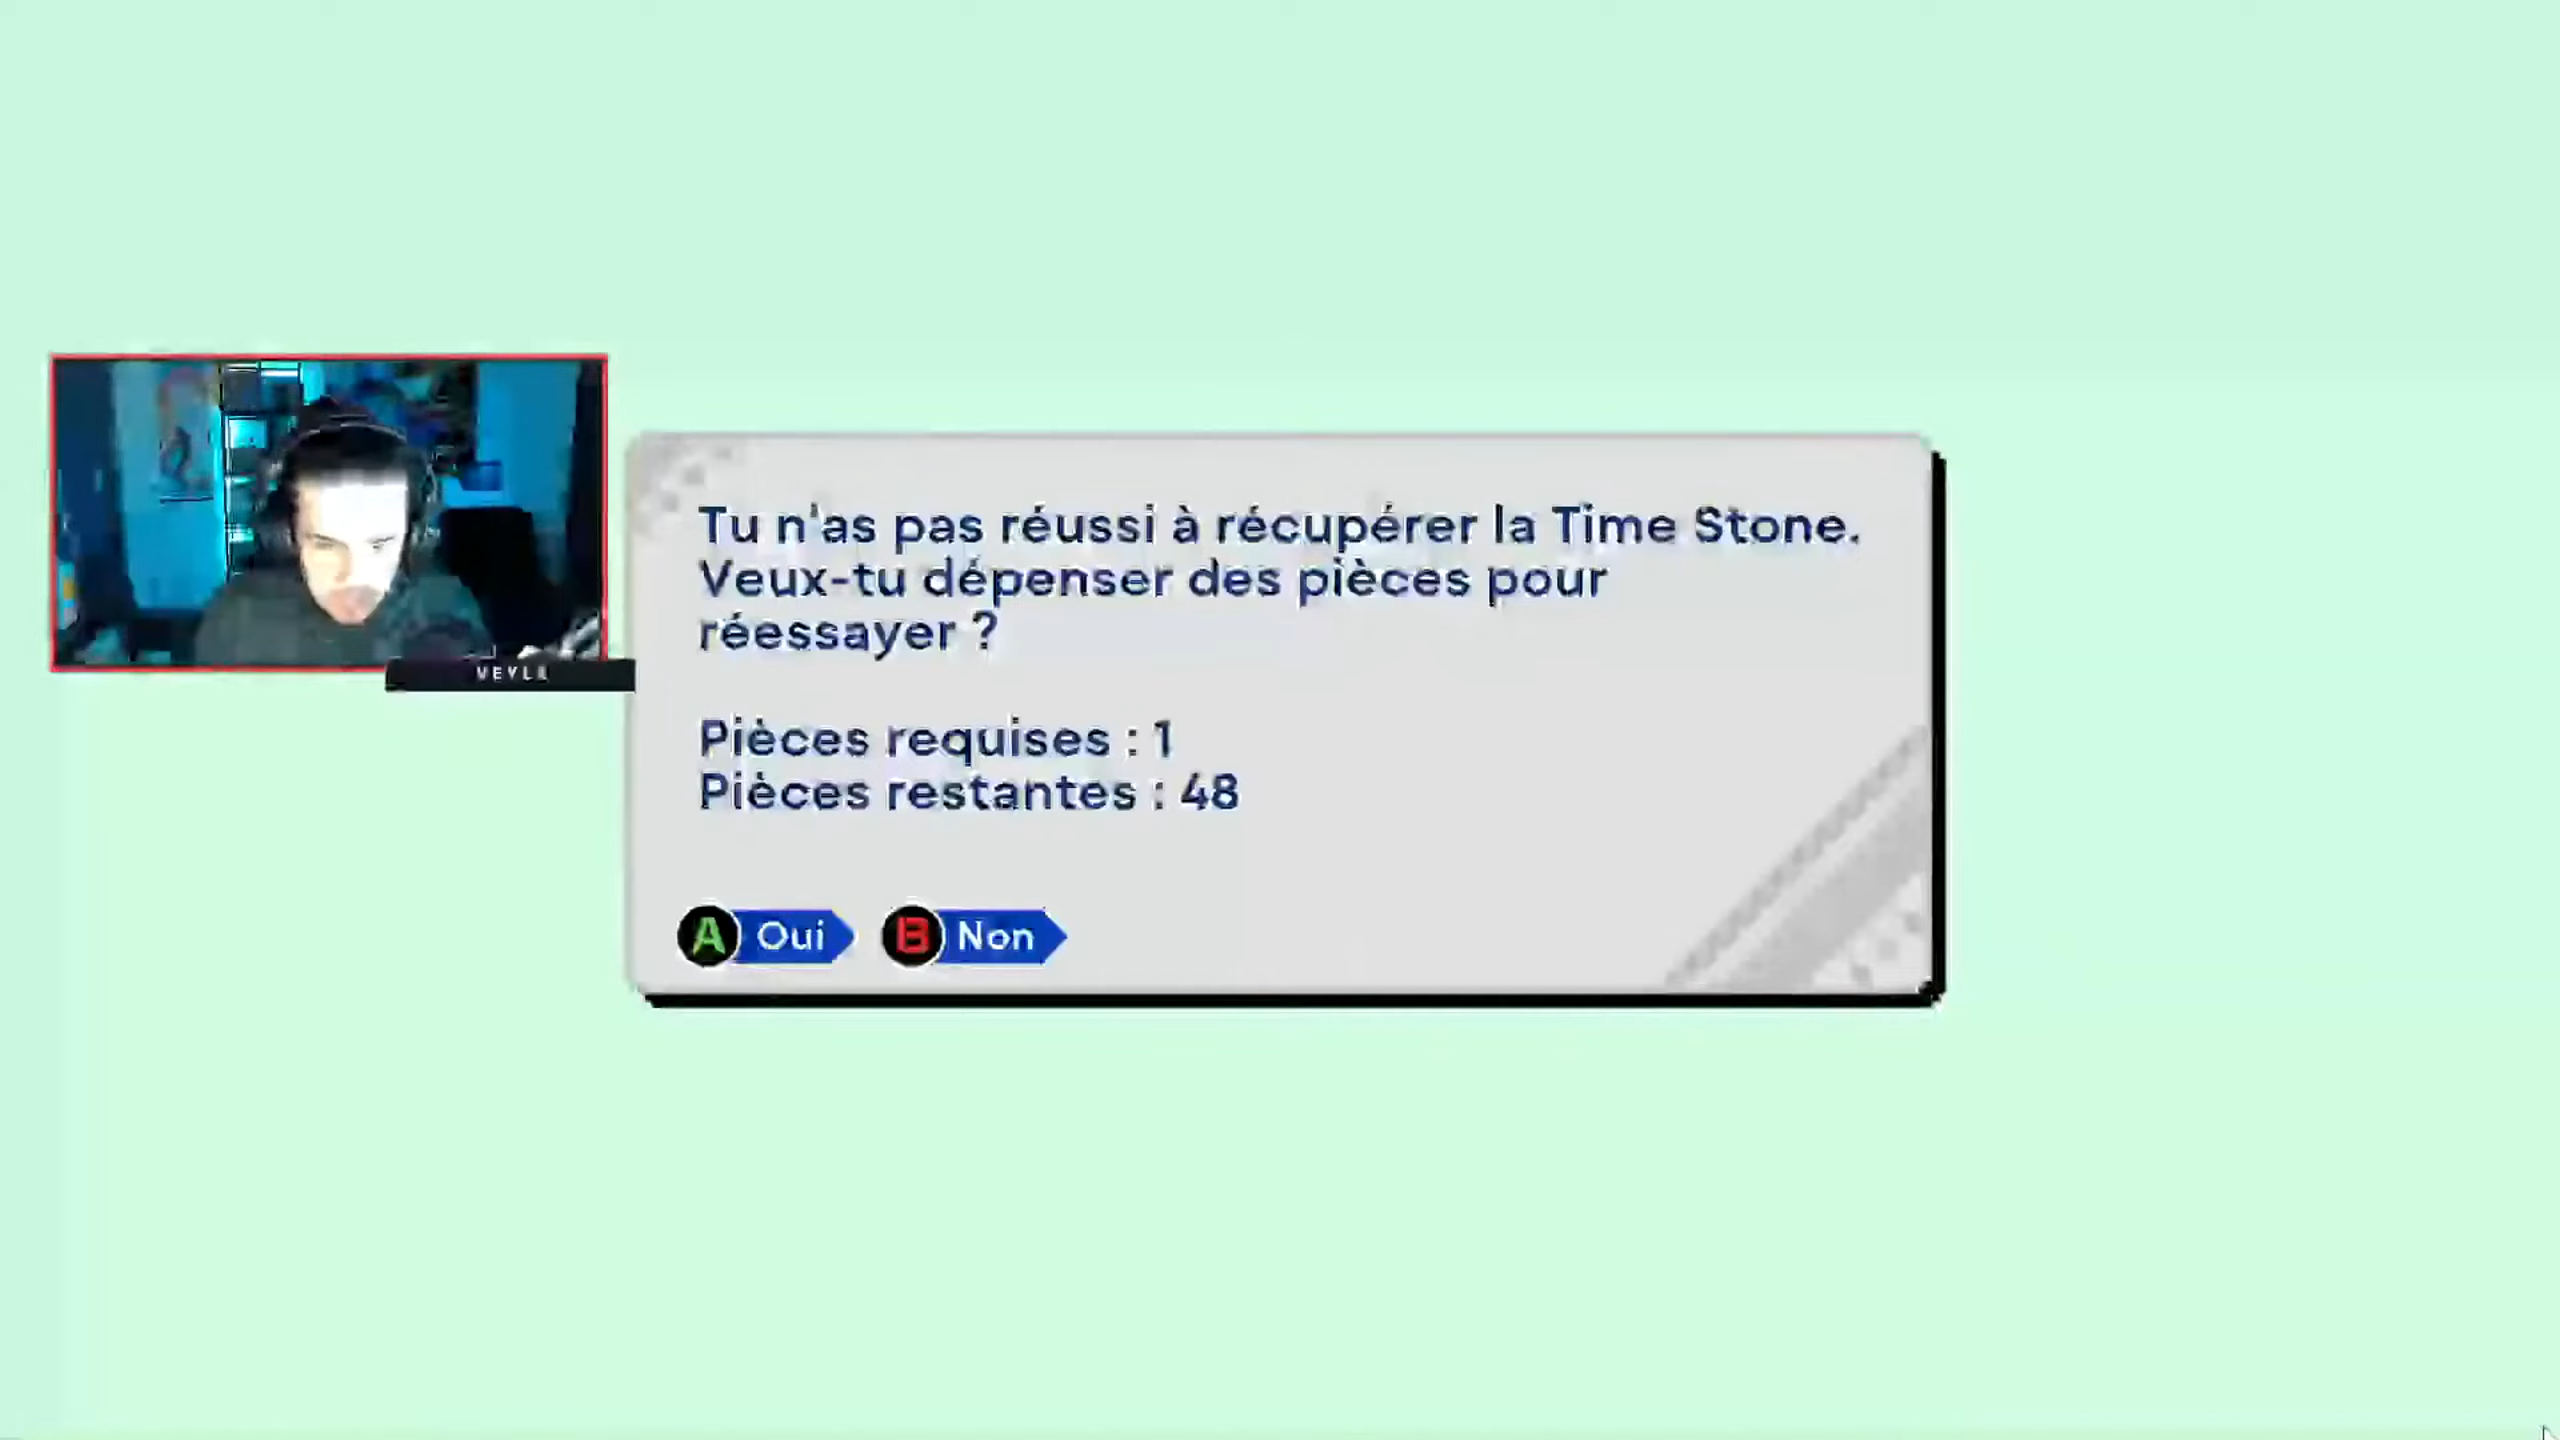 VEYLE
Tu n'as pas réussi à récupérer la Time Stone.
Veux-tu dépenser des pièces pour
réessayer ?
Pièces requises : 1
Pièces restantes : 48
A Oui B Non